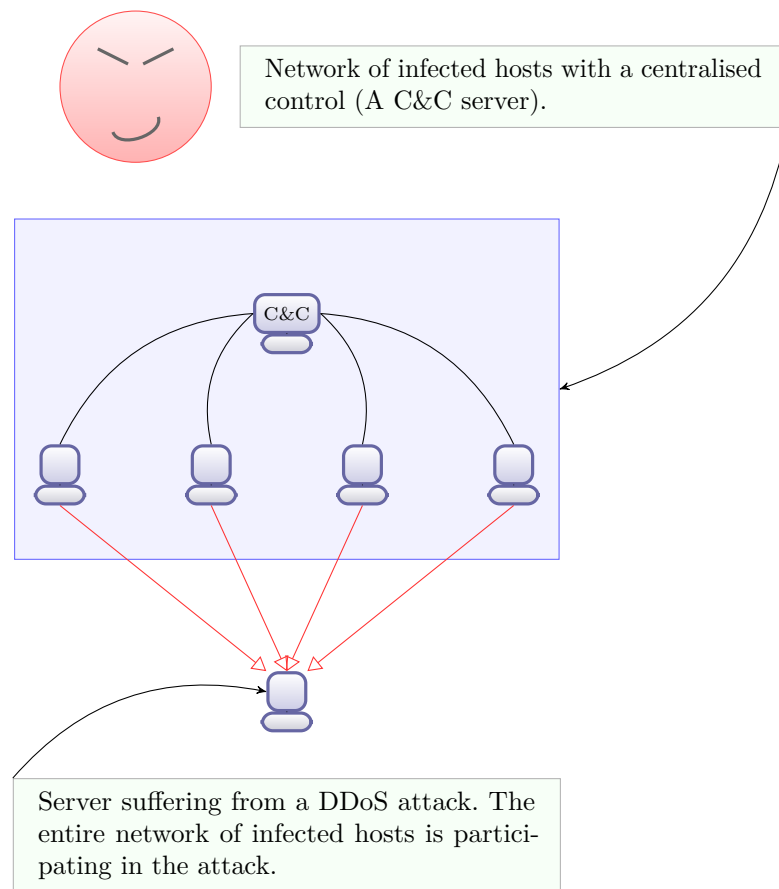 Network of infected hosts with a centralised
control (A C&C server).
C&C
Server suffering from a DDoS attack. The
entire network of infected hosts is partici-
pating in the attack.